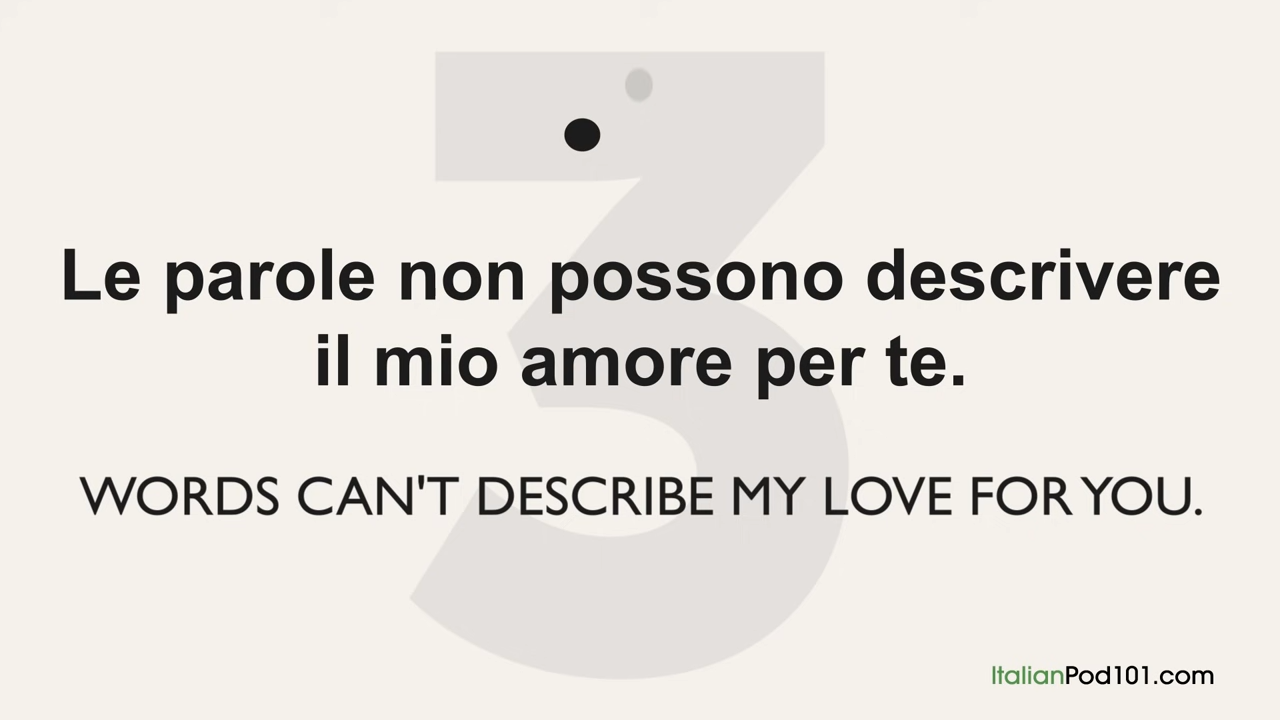 3
Le parole non possono descrivere
il mio amore per te.
WORDS CAN'T DESCRIBE MY LOVE FOR YOU.
ItalianPod101.com